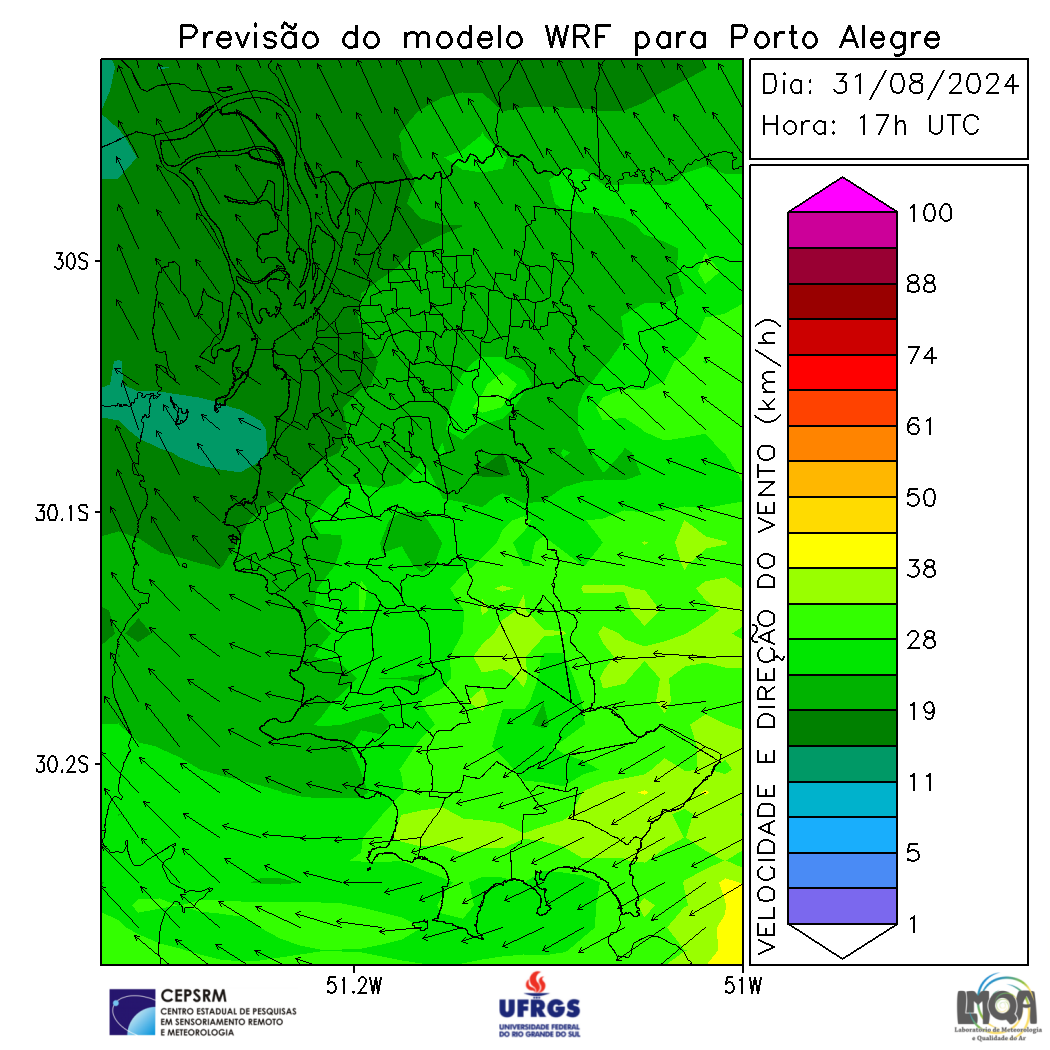 Previsão do modelo WRF para Porto Alegre
Dia: 31/08/2024
Hora: 17h UTC
VELOCIDADE E DIREÇÃO DO VENTO (km/h)
100
88
74
61
50
38
28
19
11
5
1
30S
30.1S
30.2S
51.2W
51W
CEPSRM
CENTRO ESTADUAL DE PESQUISAS
EM SENSORIAMENTO REMOTO
E METEOROLOGIA
UFRGS
UNIVERSIDADE FEDERAL
DO RIO GRANDE DO SUL
LMQA
Laboratório de Meteorologia
e Qualidade do Ar